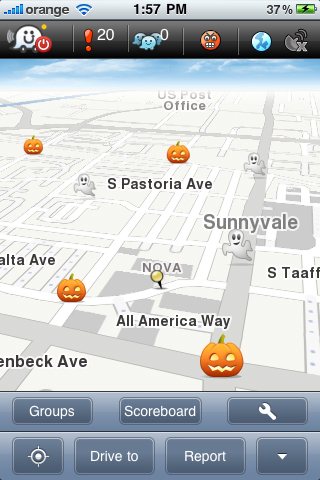 orange 1:57 PM 37%
20 0
US Post
Office
S Pastoria Ave
Sunnyvale
alta Ave
NOVA
S Taaff
All America Way
enbeck Ave
Groups Scoreboard
Drive to Report